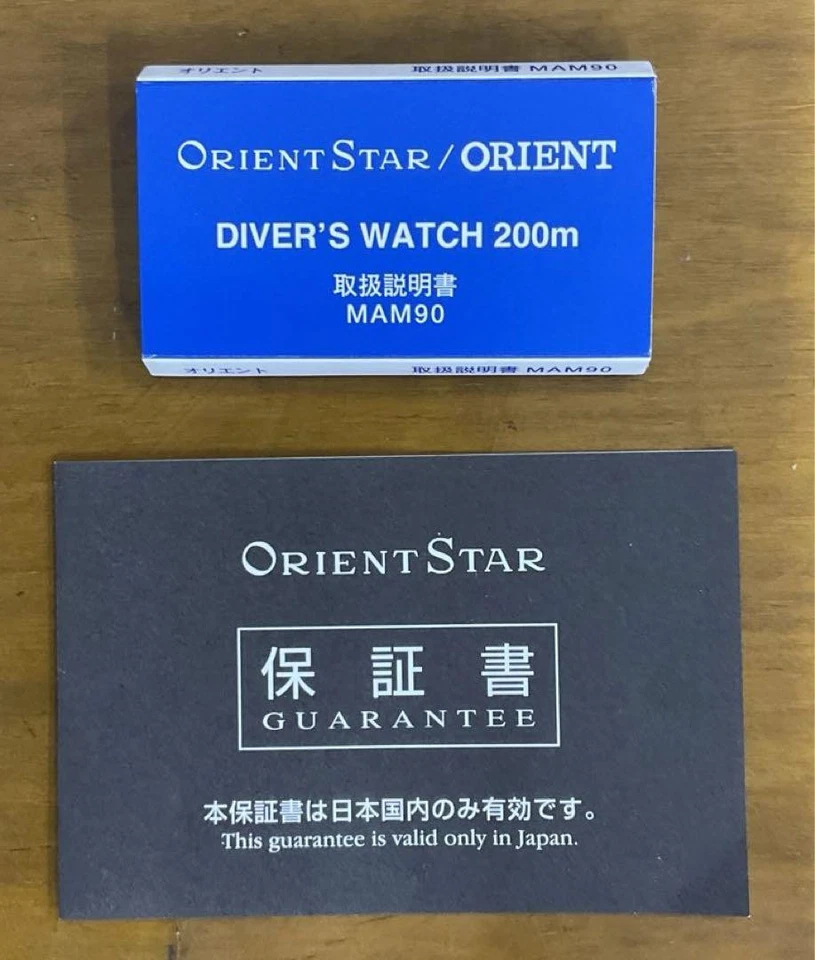 オリエント 取扱説明書 MAM90
ORIENT STAR / ORIENT
DIVER'S WATCH 200m
取扱説明書
MAM90
オリエント 取扱説明書 MAM90
ORIENT STAR
保証書
GUARANTEE
本保証書は日本国内のみ有効です。
This guarantee is valid only in Japan.